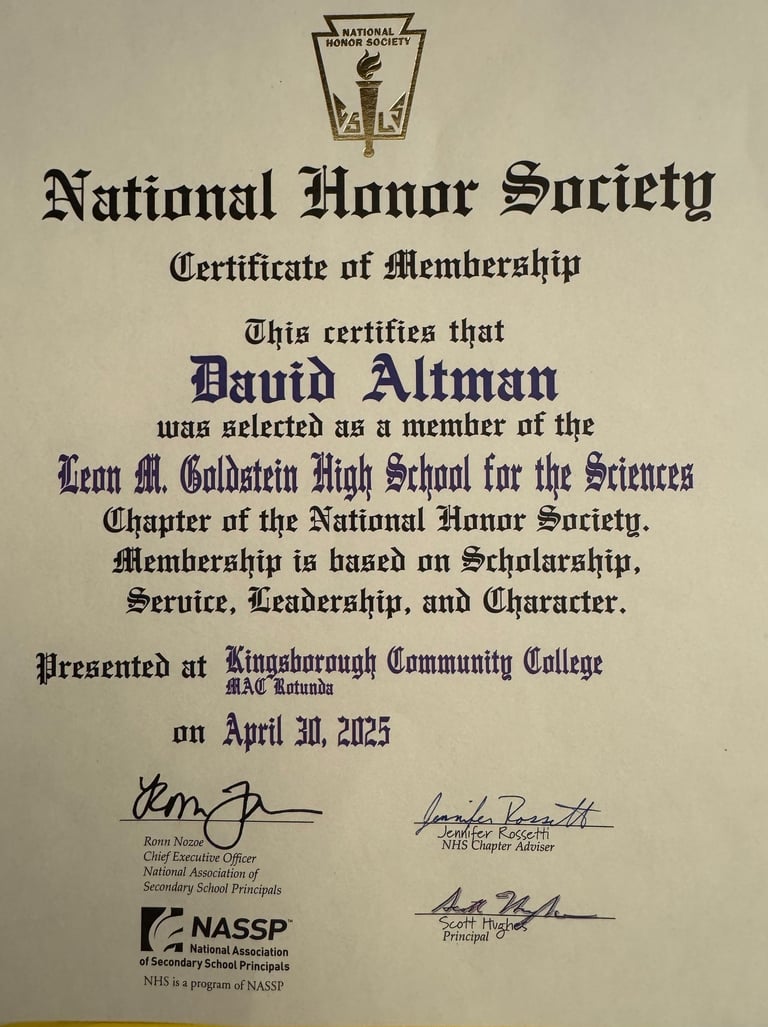 NATIONAL
HONOR SOCIETY
S L S
National Honor Society
Certificate of Membership
This certifies that
David Altman
was selected as a member of the
Leon M. Goldstein High School for the Sciences
Chapter of the National Honor Society.
Membership is based on Scholarship,
Service, Leadership, and Character.
Presented at Kingsborough Community College
MAC Rotunda
on April 30, 2025
Jennifer Rossetti
Ronn Nozoe
Jennifer Rossetti
Chief Executive Officer
NHS Chapter Adviser
National Association of
Secondary School Principals
Scott Hughes
NASSP™
Principal
National Association
of Secondary School Principals
NHS is a program of NASSP